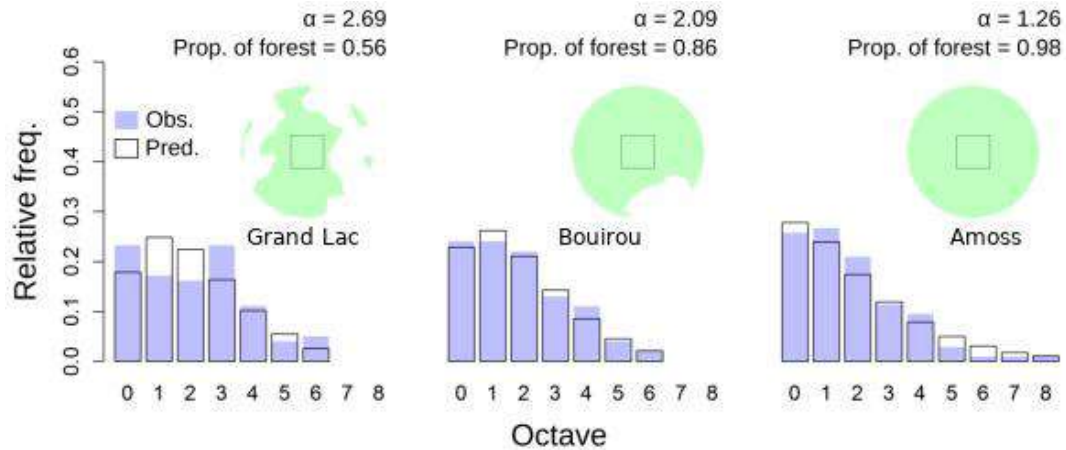 α = 2.69
Prop. of forest = 0.56
α = 2.09
Prop. of forest = 0.86
α = 1.26
Prop. of forest = 0.98
Relative freq.
0.6
0.5
0.4
0.3
0.2
0.1
0.0
Obs.
Pred.
Grand Lac
Bouirou
Amoss
0 1 2 3 4 5 6 7 8
0 1 2 3 4 5 6 7 8
0 1 2 3 4 5 6 7 8
Octave